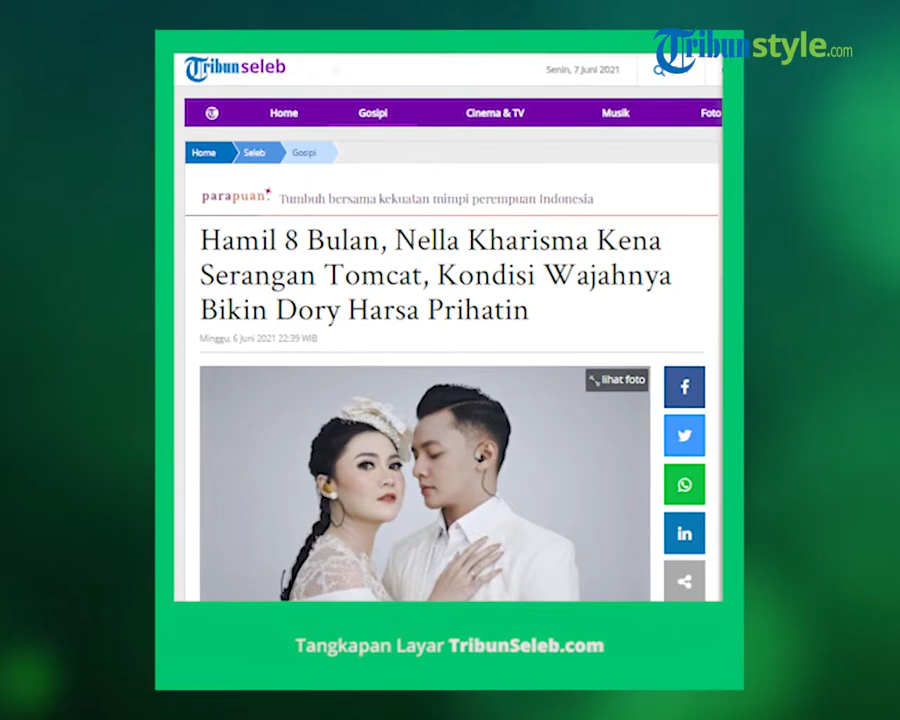 Tribunstyle.com
Tribunseleb
Senin, 7 Juni 2021
Home Gosipi Cinema & TV Musik Foto
Home Seleb Gosipi
parapuan. Tumbuh bersama kekuatan mimpi perempuan Indonesia
Hamil 8 Bulan, Nella Kharisma Kena
Serangan Tomcat, Kondisi Wajahnya
Bikin Dory Harsa Prihatin
Minggu, 6 Juni 2021 22:39 WIB
lihat foto
Tangkapan Layar TribunSeleb.com